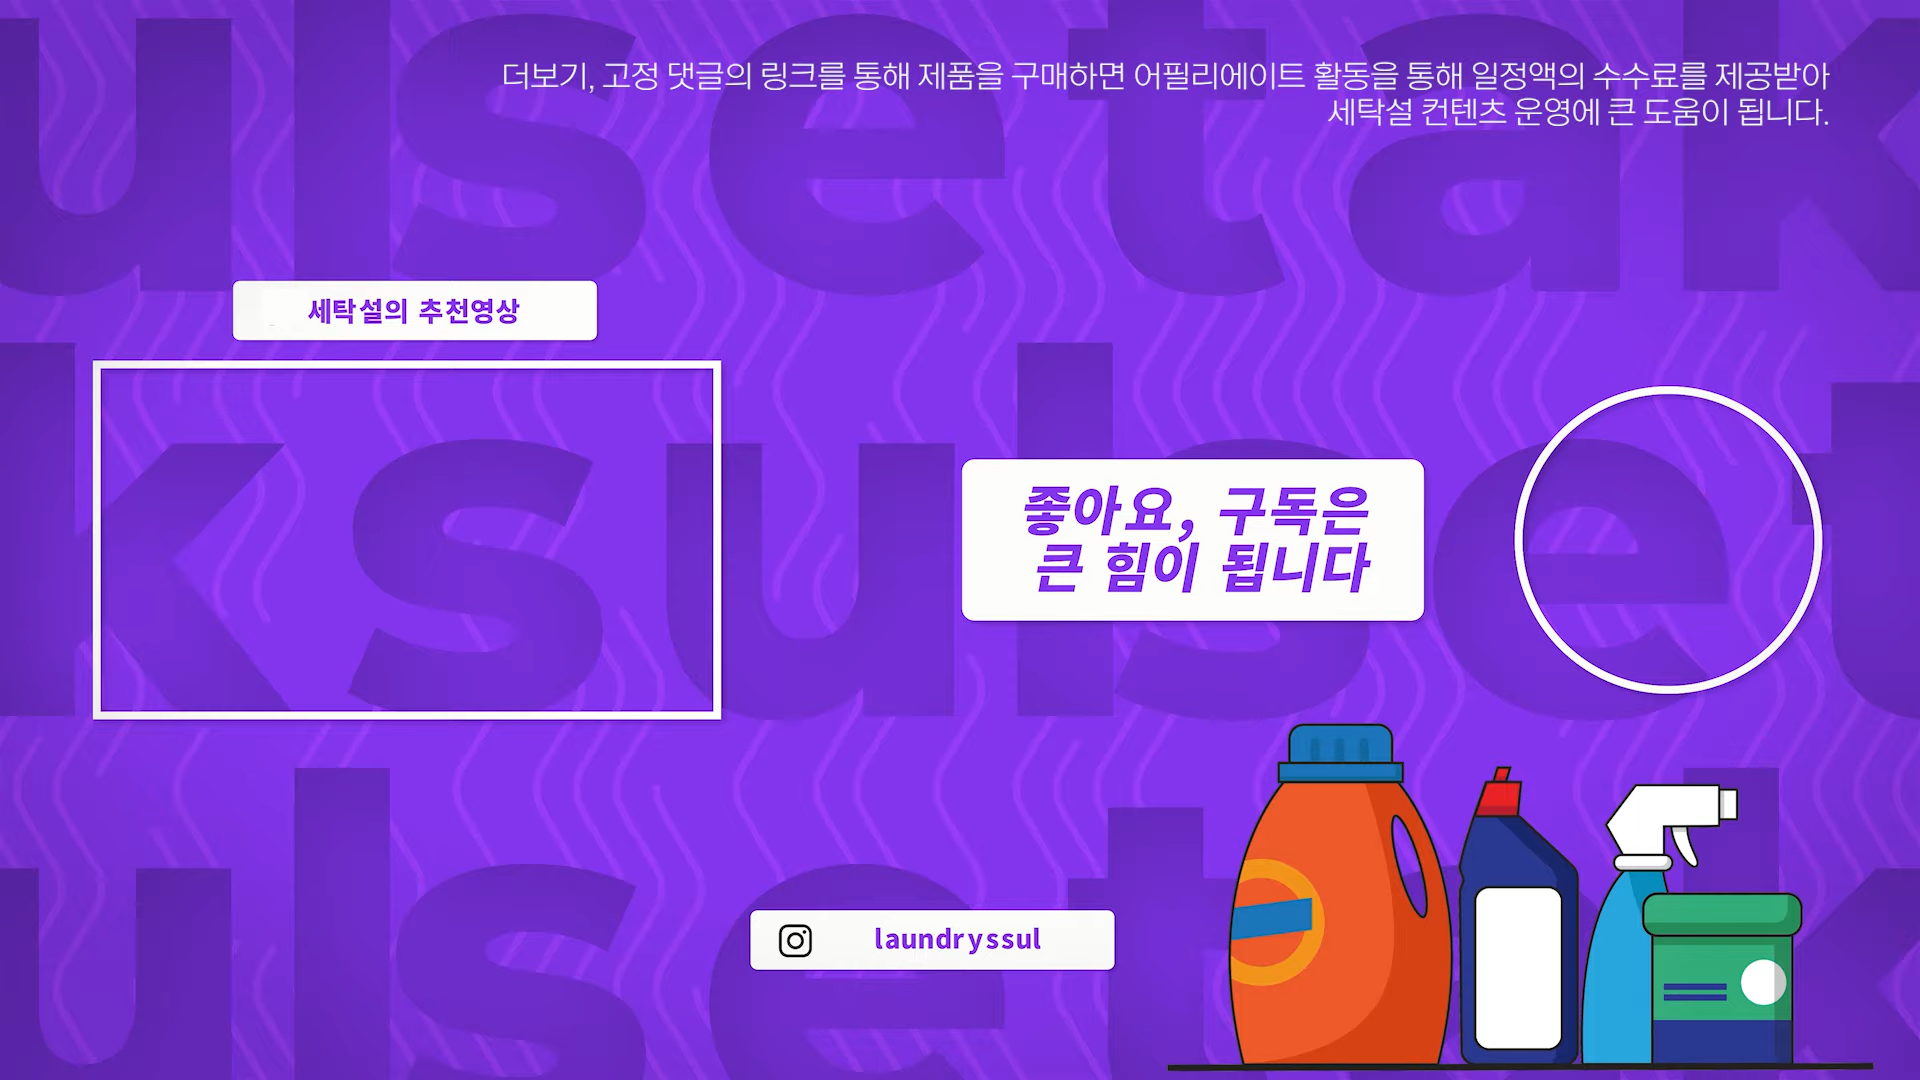 더보기, 고정 댓글의 링크를 통해 제품을 구매하면 어필리에이트 활동을 통해 일정액의 수수료를 제공받아
세탁설 컨텐츠 운영에 큰 도움이 됩니다.
세탁설의 추천영상
좋아요, 구독은
큰 힘이 됩니다
laundryssul
ulsetak
ksulset
ulsetak